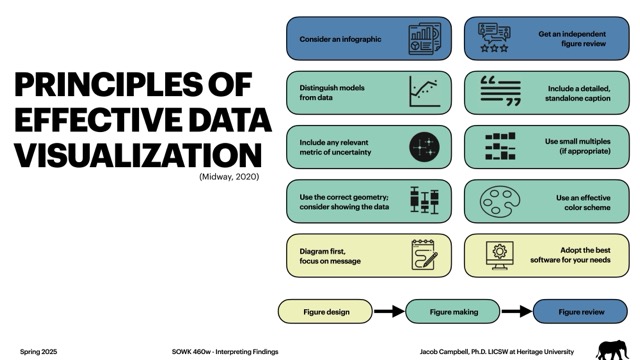 PRINCIPLES OF
EFFECTIVE DATA
VISUALIZATION
(Midway, 2020)
Consider an infographic
Get an independent
figure review
Distinguish models
from data
Include a detailed,
standalone caption
Include any relevant
metric of uncertainty
Use small multiples
(if appropriate)
Use the correct geometry;
consider showing the data
Use an effective
color scheme
Diagram first,
focus on message
Adopt the best
software for your needs
Figure design
Figure making
Figure review
Spring 2025
SOWK 460w - Interpreting Findings
Jacob Campbell, Ph.D. LICSW at Heritage University